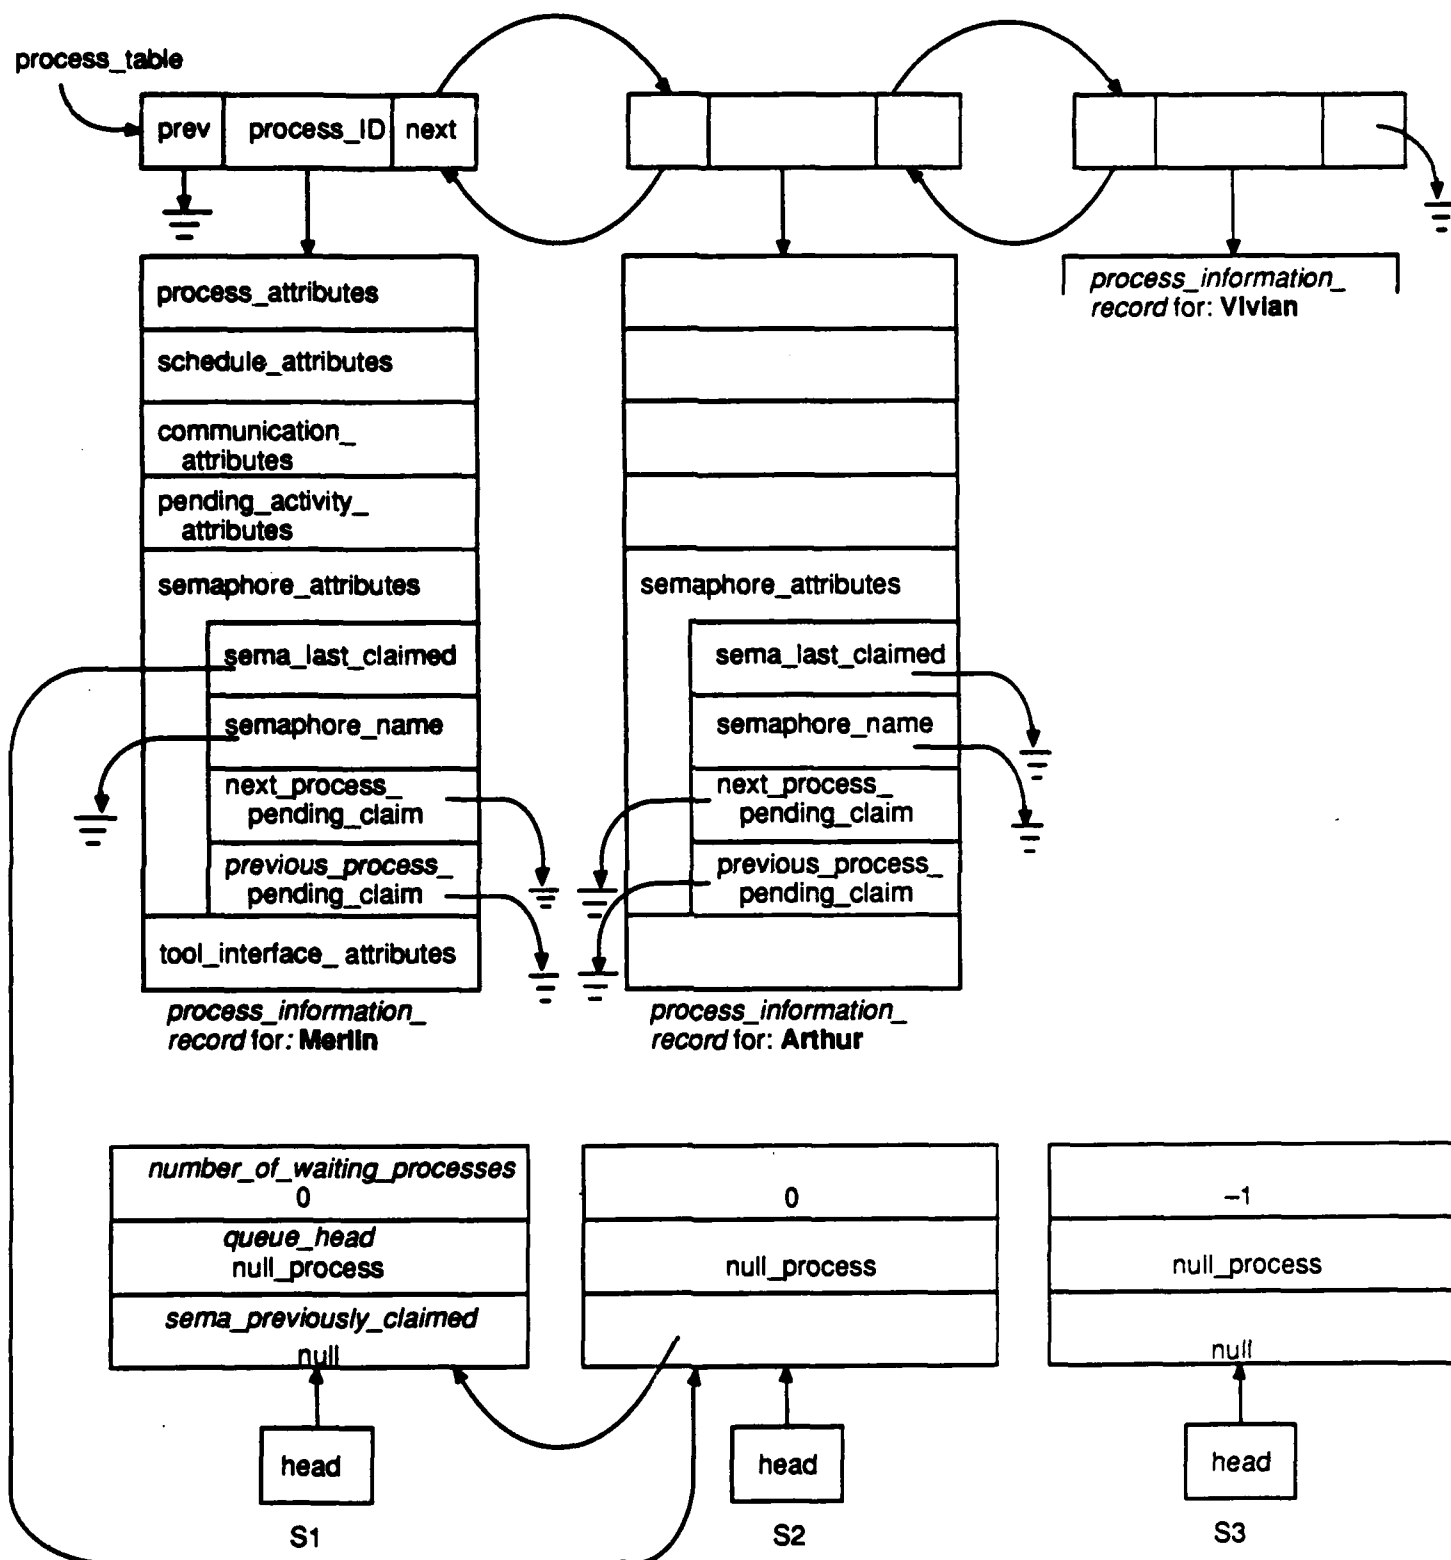 process_table
prev
process_ID
next
process_attributes
schedule_attributes
communication_
attributes
pending_activity_
attributes
semaphore_attributes
sema_last_claimed
semaphore_name
next_process_
pending_claim
previous_process_
pending_claim
tool_interface_ attributes
process_information_
record for: Merlin
semaphore_attributes
sema_last_claimed
semaphore_name
next_process_
pending_claim
previous_process_
pending_claim
process_information_
record for: Arthur
process_information_
record for: Vivian
number_of_waiting_processes
0
queue_head
null_process
sema_previously_claimed
null
head
S1
0
null_process
head
S2
–1
null_process
null
head
S3